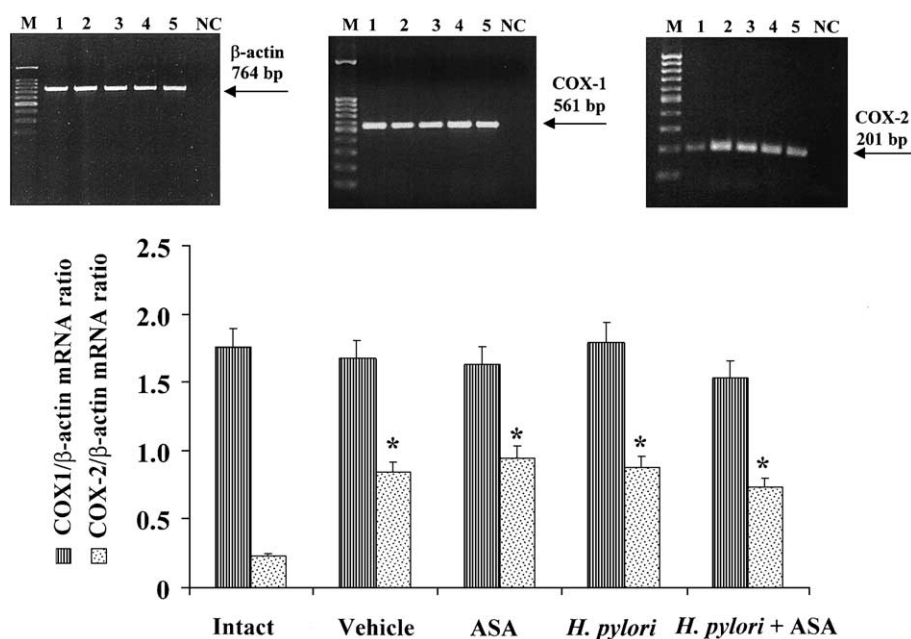 M 1 2 3 4 5 NC
β-actin
764 bp
M 1 2 3 4 5 NC
COX-1
561 bp
M 1 2 3 4 5 NC
COX-2
201 bp
COX1/β-actin mRNA ratio
COX-2/β-actin mRNA ratio
2.5
2.0
1.5
1.0
0.5
0
* * * *
Intact Vehicle ASA H. pylori H. pylori + ASA